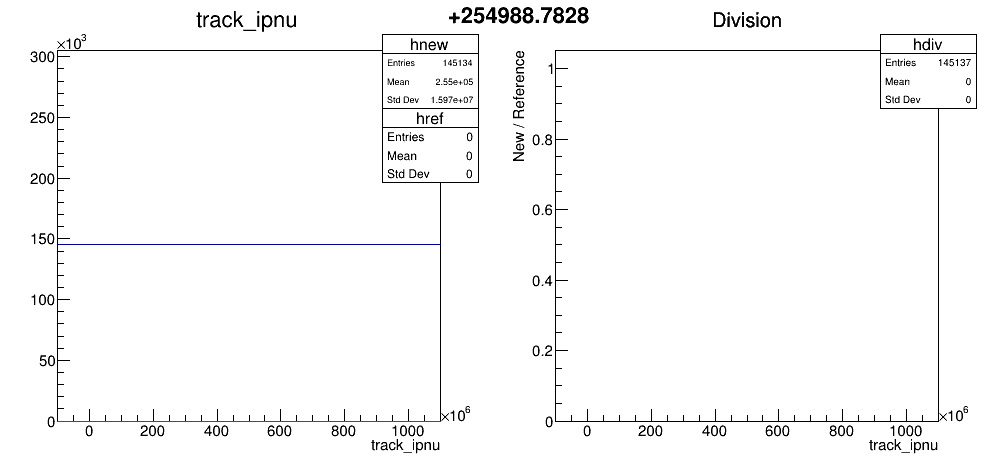 +254988.7828
track_ipnu
×10³
300
250
200
150
100
50
0
0 200 400 600 800 1000
×10⁶
track_ipnu
hnew
Entries 145134
Mean 2.55e+05
Std Dev 1.597e+07
href
Entries 0
Mean 0
Std Dev 0
Division
New / Reference
1
0.8
0.6
0.4
0.2
0
0 200 400 600 800 1000
×10⁶
track_ipnu
hdiv
Entries 145137
Mean 0
Std Dev 0